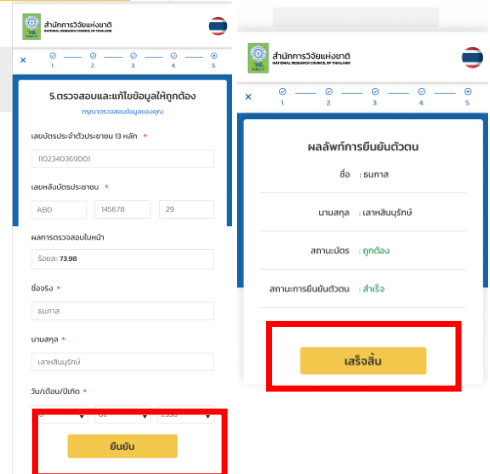 สำนักการวิจัยแห่งชาติ
NATIONAL RESEARCH COUNCIL OF THAILAND
×
1 2 3 4 5
5.ตรวจสอบและแก้ไขข้อมูลให้ถูกต้อง
กรุณาตรวจสอบข้อมูลของคุณ
เลขบัตรประจำตัวประชาชน 13 หลัก *
1102340369001
เลขหลังบัตรประชาชน *
AB0 145678 29
ผลการตรวจสอบใบหน้า
ร้อยละ 73.98
ชื่อจริง *
ธนภาส
นามสกุล *
เลาหสินบุรักษ์
วัน/เดือน/ปีเกิด *
ยืนยัน
สำนักการวิจัยแห่งชาติ
NATIONAL RESEARCH COUNCIL OF THAILAND
×
1 2 3 4 5
ผลลัพท์การยืนยันตัวตน
ชื่อ : ธนภาส
นามสกุล : เลาหสินบุรักษ์
สถานะบัตร : ถูกต้อง
สถานะการยืนยันตัวตน : สำเร็จ
เสร็จสิ้น